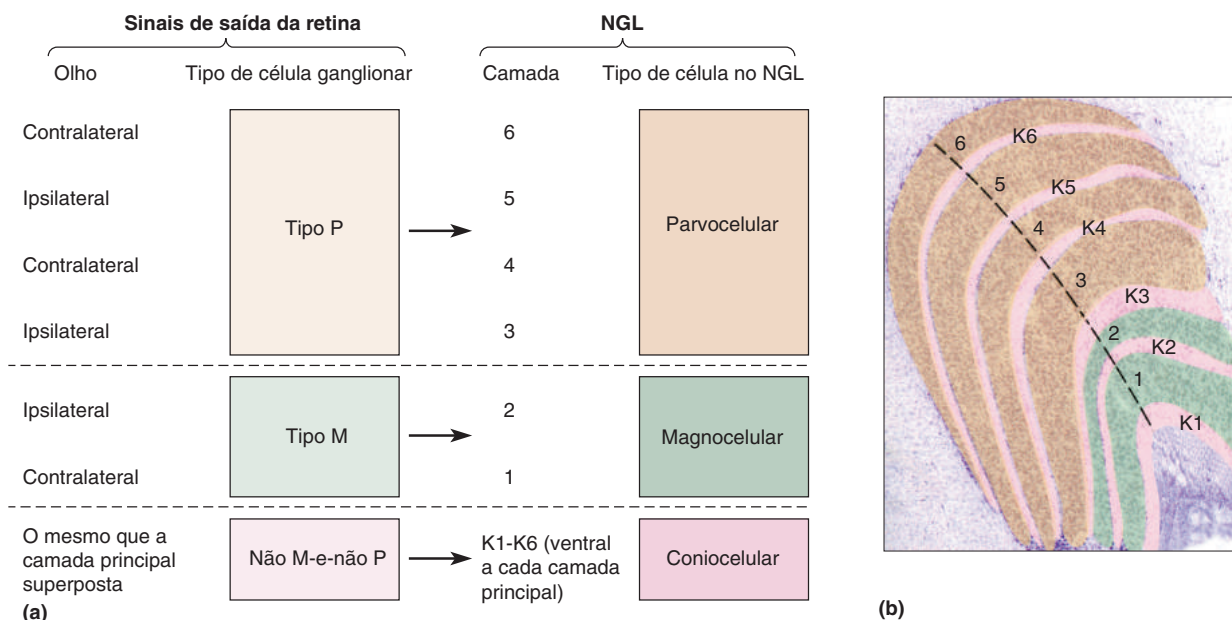 Sinais de saída da retina NGL
Olho Tipo de célula ganglionar Camada Tipo de célula no NGL
Contralateral 6
Ipsilateral 5
Tipo P Parvocelular
Contralateral 4
Ipsilateral 3
Ipsilateral 2
Tipo M Magnocelular
Contralateral 1
O mesmo que a
camada principal
superposta
Não M-e-não P
K1-K6 (ventral
a cada camada
principal)
Coniocelular
(a)
6 K6
5 K5
4 K4
3 K3
2 K2
1 K1
(b)